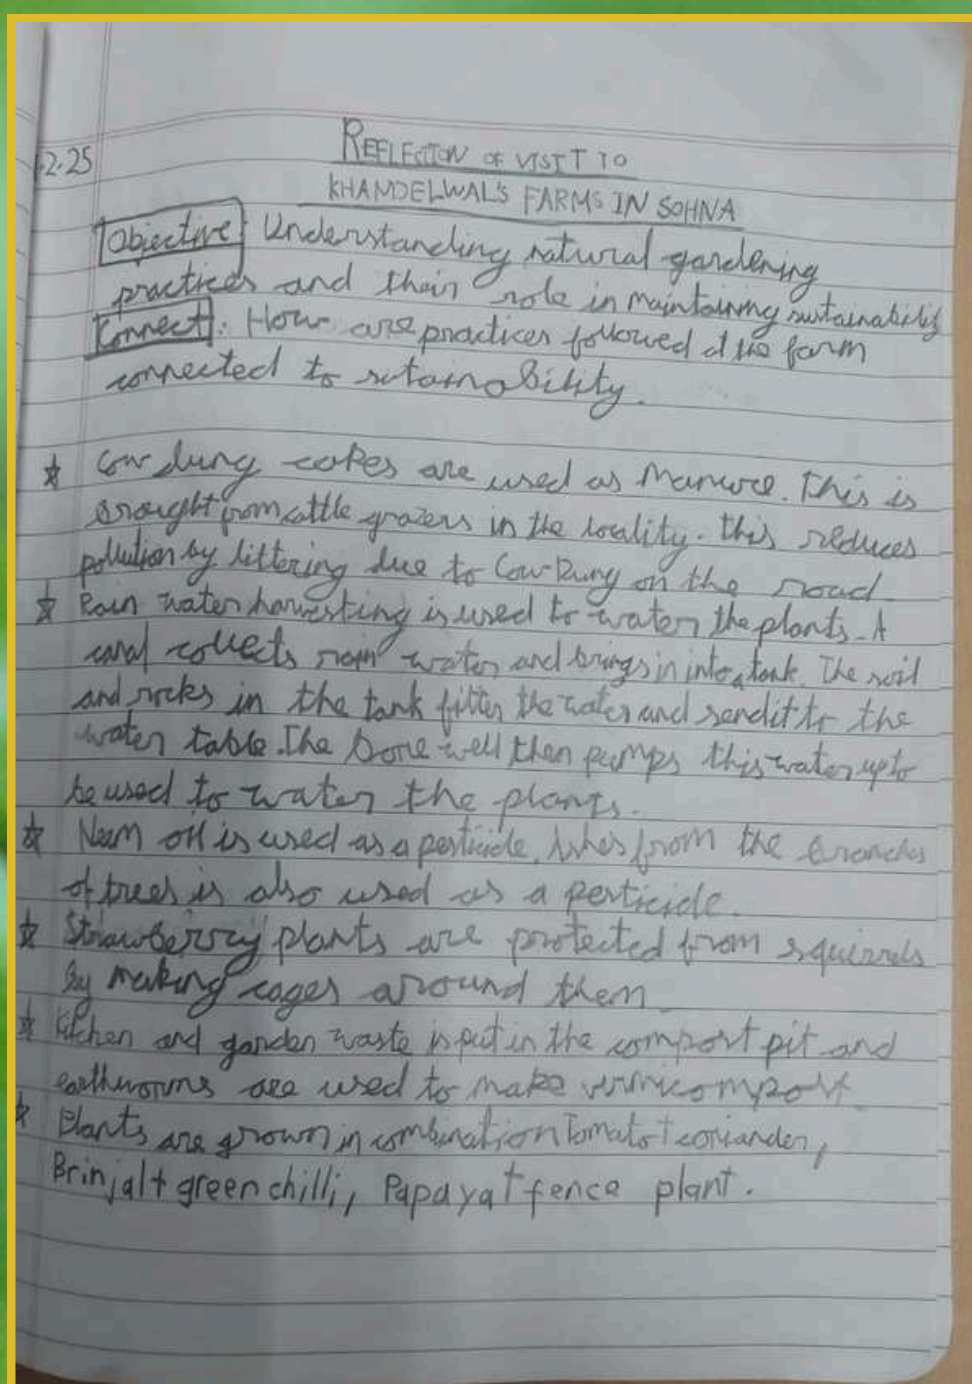 -2-25
REFLECTION OF VISIT TO
KHANDELWAL'S FARMS IN SOHNA
Objective: Understanding natural gardening
practices and their role in maintaining sustainability
Connect: How are practices followed at the farm
connected to sutainability.
☆ Cow dung cakes are used as Manure. This is
brought from cattle grazers in the locality. this reduces
pollution by littering due to Cow Dung on the road.
☆ Rain water harvesting is used to water the plants. A
canal collects rain water and brings in into a tank. The soil
and rocks in the tank filter the water and send it to the
water table. The bore well then pumps this water up to
be used to water the plants.
☆ Neem oil is used as a pesticide. Ashes from the branches
of trees is also used as a pesticide.
☆ Strawberry plants are protected from squirrels
by making cages around them
☆ Kitchen and garden waste is put in the compost pit and
earthworms are used to make vermicompost
☆ Plants are grown in combination Tomato + coriander,
Brinjal + green chilli, Papaya + fence plant.